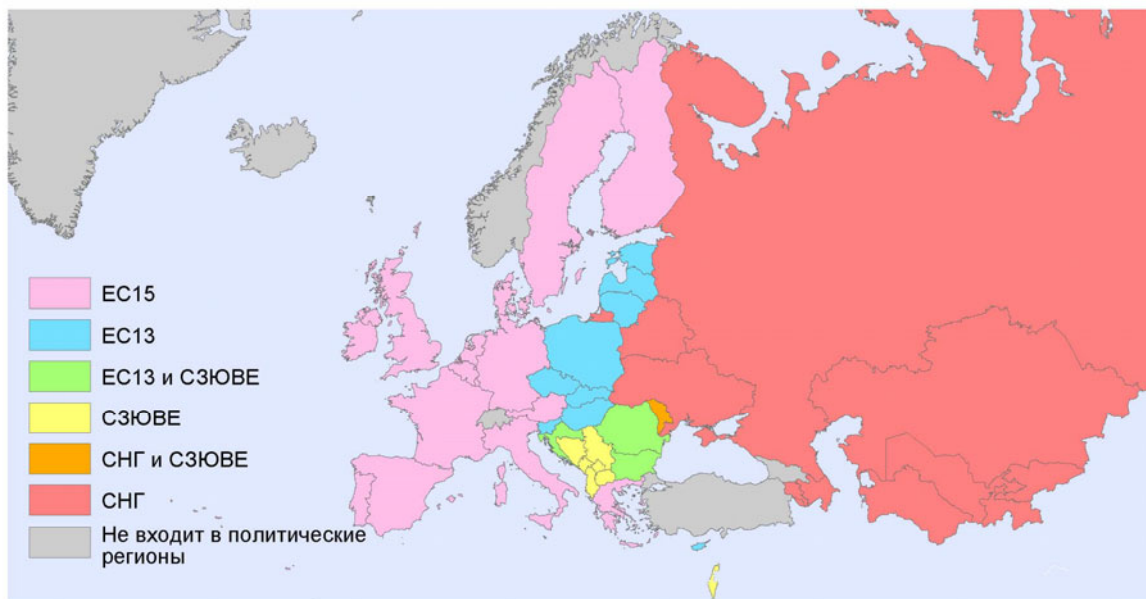 ЕС15
ЕС13
ЕС13 и СЗЮВЕ
СЗЮВЕ
СНГ и СЗЮВЕ
СНГ
Не входит в политические
регионы